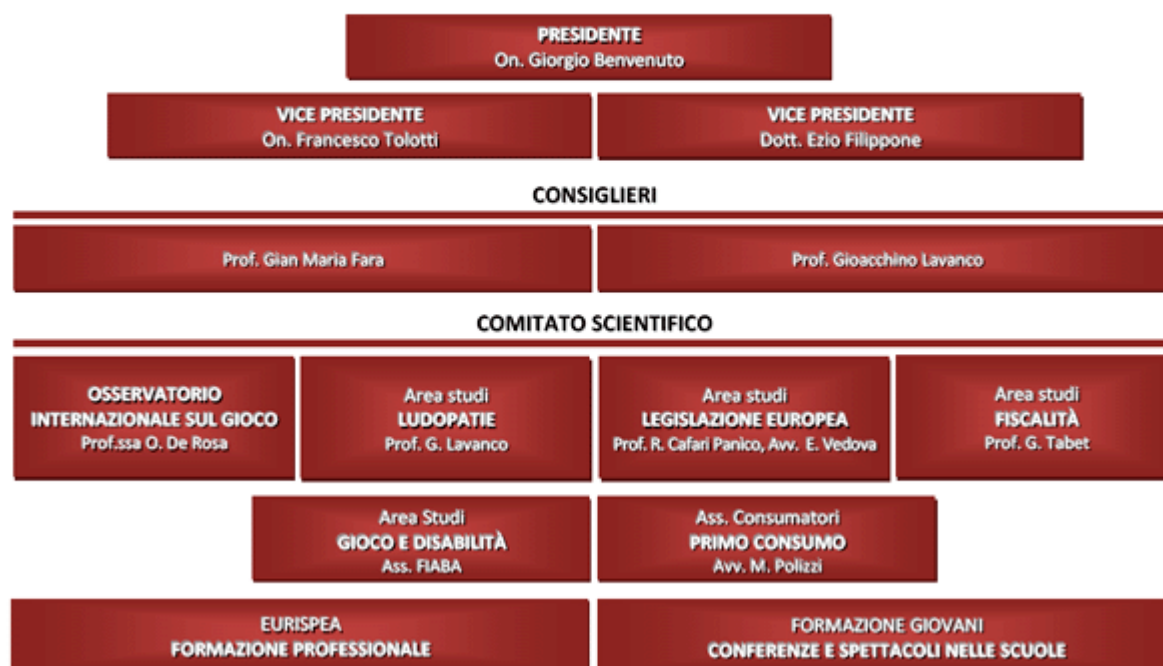 PRESIDENTE
On. Giorgio Benvenuto
VICE PRESIDENTE
On. Francesco Tolotti
VICE PRESIDENTE
Dott. Ezio Filippone
CONSIGLIERI
Prof. Gian Maria Fara
Prof. Gioacchino Lavanco
COMITATO SCIENTIFICO
OSSERVATORIO
INTERNAZIONALE SUL GIOCO
Prof.ssa O. De Rosa
Area studi
LUDOPATIE
Prof. G. Lavanco
Area studi
LEGISLAZIONE EUROPEA
Prof. R. Cafari Panico, Avv. E. Vedova
Area studi
FISCALITÀ
Prof. G. Tabet
Area Studi
GIOCO E DISABILITÀ
Ass. FIABA
Ass. Consumatori
PRIMO CONSUMO
Avv. M. Polizzi
EURISPEA
FORMAZIONE PROFESSIONALE
FORMAZIONE GIOVANI
CONFERENZE E SPETTACOLI NELLE SCUOLE